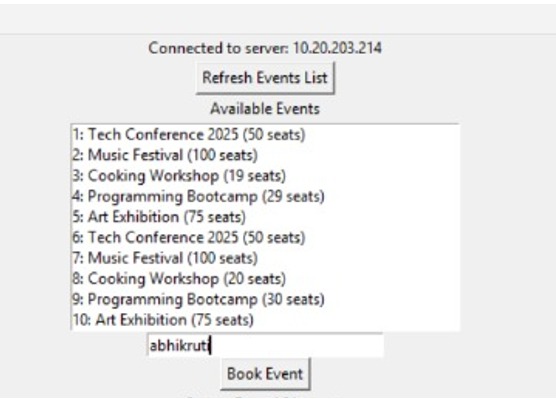 Connected to server: 10.20.203.214
Refresh Events List
Available Events
1: Tech Conference 2025 (50 seats)
2: Music Festival (100 seats)
3: Cooking Workshop (19 seats)
4: Programming Bootcamp (29 seats)
5: Art Exhibition (75 seats)
6: Tech Conference 2025 (50 seats)
7: Music Festival (100 seats)
8: Cooking Workshop (20 seats)
9: Programming Bootcamp (30 seats)
10: Art Exhibition (75 seats)
abhikruti
Book Event